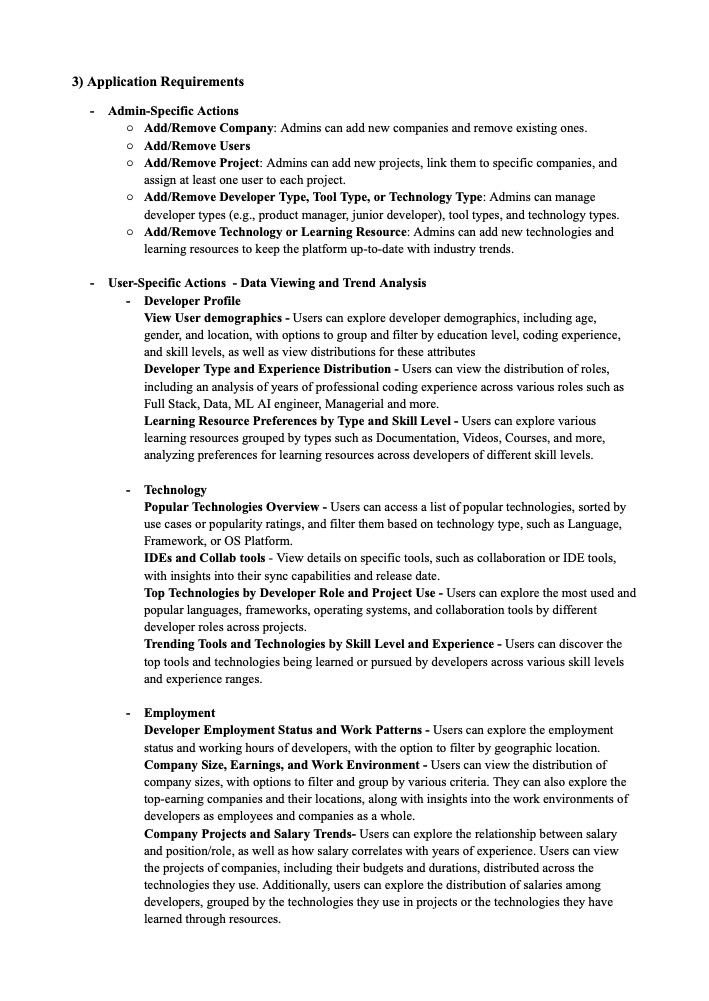 3) Application Requirements
- Admin-Specific Actions
○ Add/Remove Company: Admins can add new companies and remove existing ones.
○ Add/Remove Users
○ Add/Remove Project: Admins can add new projects, link them to specific companies, and
assign at least one user to each project.
○ Add/Remove Developer Type, Tool Type, or Technology Type: Admins can manage
developer types (e.g., product manager, junior developer), tool types, and technology types.
○ Add/Remove Technology or Learning Resource: Admins can add new technologies and
learning resources to keep the platform up-to-date with industry trends.
- User-Specific Actions - Data Viewing and Trend Analysis
- Developer Profile
View User demographics - Users can explore developer demographics, including age,
gender, and location, with options to group and filter by education level, coding experience,
and skill levels, as well as view distributions for these attributes
Developer Type and Experience Distribution - Users can view the distribution of roles,
including an analysis of years of professional coding experience across various roles such as
Full Stack, Data, ML AI engineer, Managerial and more.
Learning Resource Preferences by Type and Skill Level - Users can explore various
learning resources grouped by types such as Documentation, Videos, Courses, and more,
analyzing preferences for learning resources across developers of different skill levels.
- Technology
Popular Technologies Overview - Users can access a list of popular technologies, sorted by
use cases or popularity ratings, and filter them based on technology type, such as Language,
Framework, or OS Platform.
IDEs and Collab tools - View details on specific tools, such as collaboration or IDE tools,
with insights into their sync capabilities and release date.
Top Technologies by Developer Role and Project Use - Users can explore the most used and
popular languages, frameworks, operating systems, and collaboration tools by different
developer roles across projects.
Trending Tools and Technologies by Skill Level and Experience - Users can discover the
top tools and technologies being learned or pursued by developers across various skill levels
and experience ranges.
- Employment
Developer Employment Status and Work Patterns - Users can explore the employment
status and working hours of developers, with the option to filter by geographic location.
Company Size, Earnings, and Work Environment - Users can view the distribution of
company sizes, with options to filter and group by various criteria. They can also explore the
top-earning companies and their locations, along with insights into the work environments of
developers as employees and companies as a whole.
Company Projects and Salary Trends- Users can explore the relationship between salary
and position/role, as well as how salary correlates with years of experience. Users can view
the projects of companies, including their budgets and durations, distributed across the
technologies they use. Additionally, users can explore the distribution of salaries among
developers, grouped by the technologies they use in projects or the technologies they have
learned through resources.